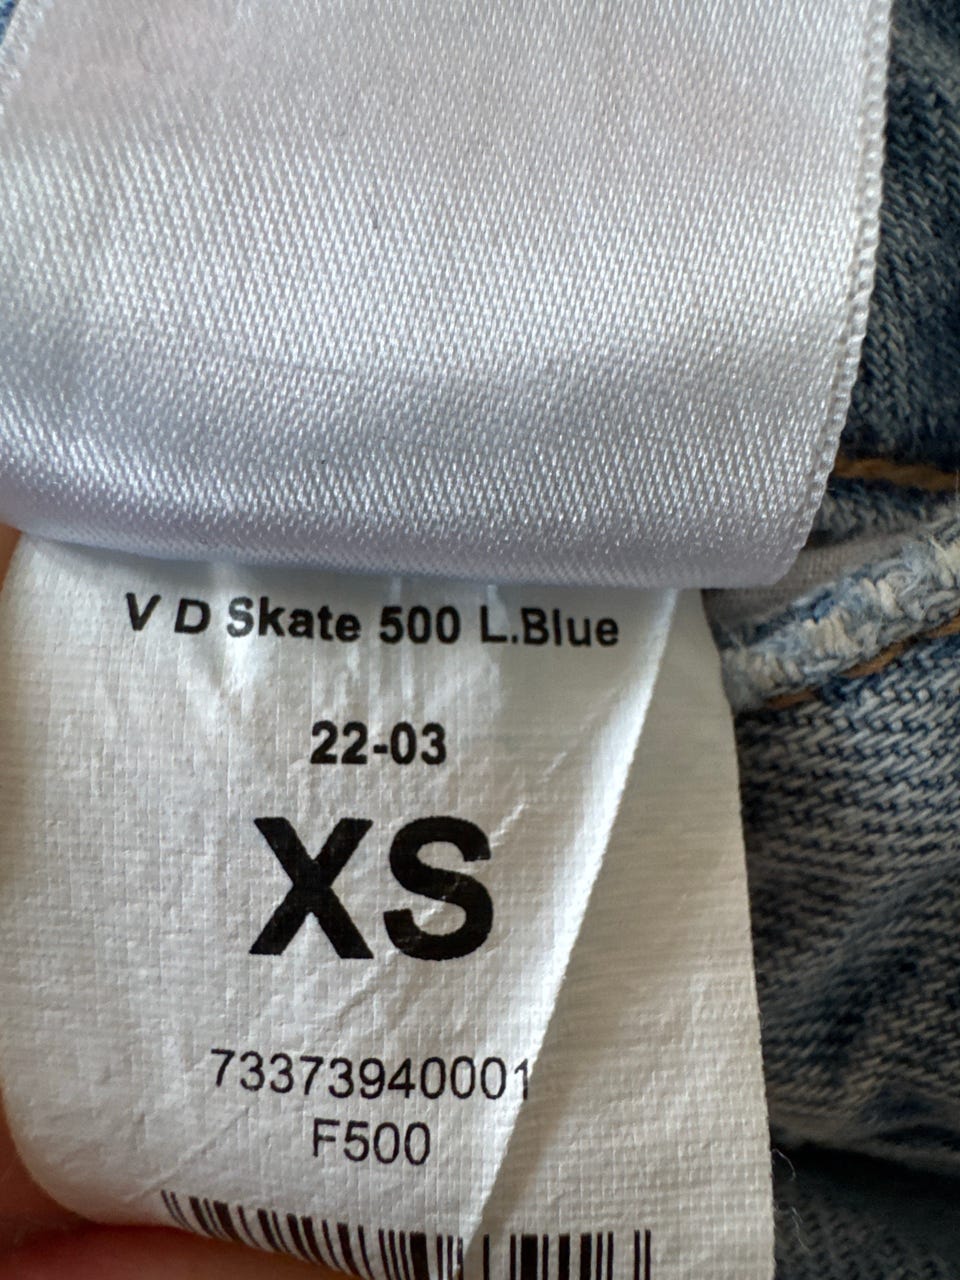 V D Skate 500 L.Blue
22-03
XS
73373940001
F500